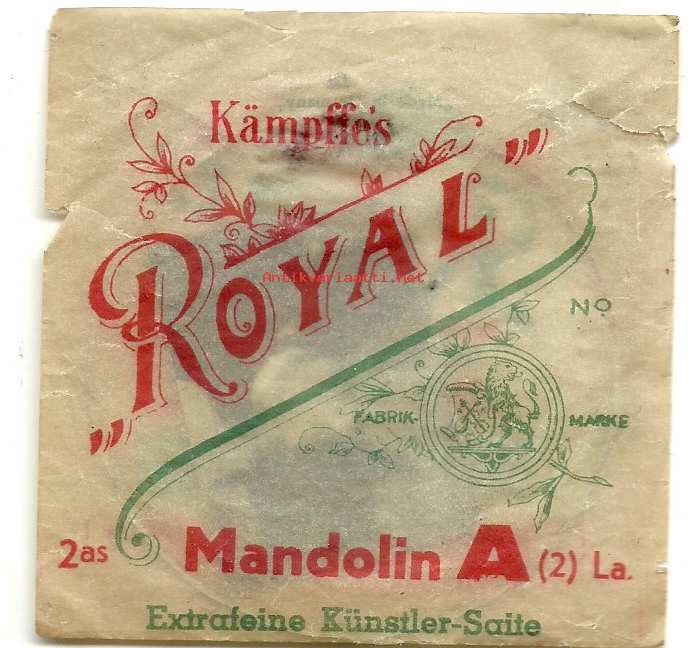 Kämpffe's
„ROYAL”
Antikvariaatti.net
No
FABRIK- MARKE
2as Mandolin A (2) La.
Extrafeine Künstler-Saite